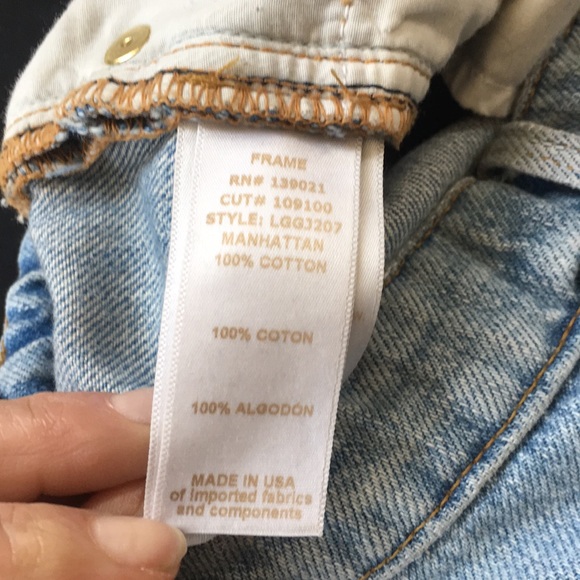 FRAME
RN# 139021
CUT# 109100
STYLE: LGGJ207
MANHATTAN
100% COTTON
100% COTON
100% ALGODON
MADE IN USA
of imported fabrics
and components